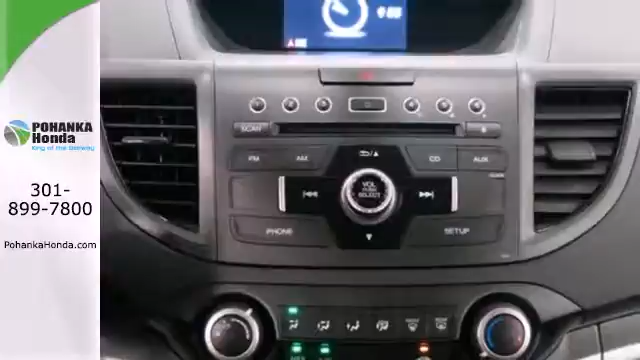 POHANKA
Honda
King of the Beltway
301-
899-7800
PohankaHonda.com
SCAN
FM
AM
CD
AUX
VOL
PUSH
SELECT
PHONE
SETUP